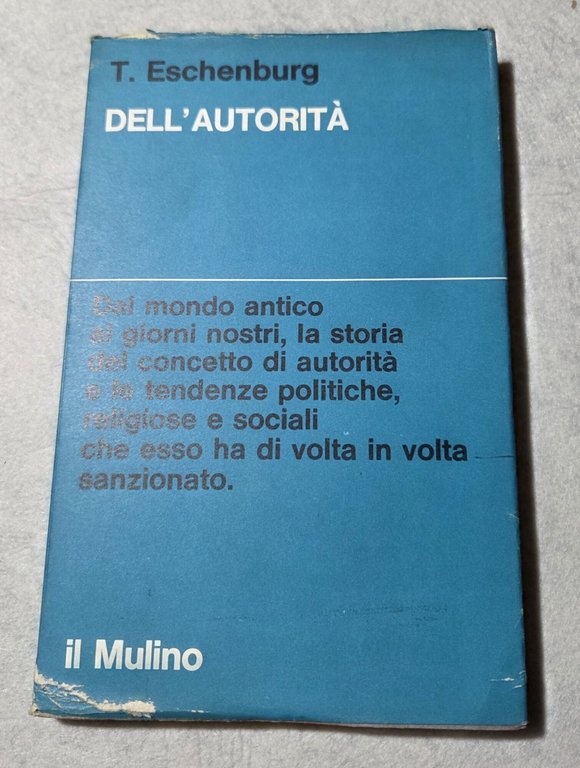 T. Eschenburg
DELL'AUTORITÀ
Dal mondo antico
ai giorni nostri, la storia
del concetto di autorità
e le tendenze politiche,
religiose e sociali
che esso ha di volta in volta
sanzionato.
il Mulino